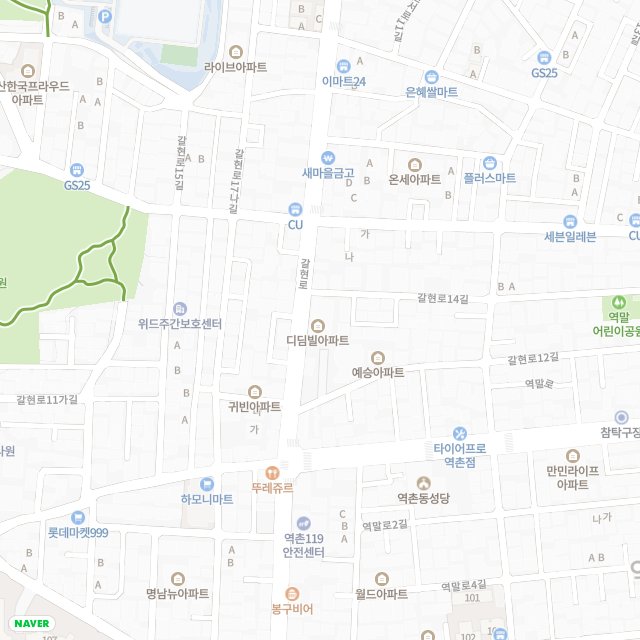 라이브아파트
이마트24
은혜쌀마트
GS25
산한국프라우드
아파트
갈현로15길
갈현로17나길
새마을금고
온세아파트
플러스마트
GS25
CU
세븐일레븐
CU
갈현로
갈현로14길
위드주간보호센터
디딤빌아파트
역말
어린이공원
예승아파트
갈현로12길
역말로
갈현로11가길
귀빈아파트
타이어프로
역촌점
참탁구장
만민라이프
아파트
뚜레쥬르
하모니마트
역촌동성당
롯데마켓999
역촌119
안전센터
역말로2길
나가
명남뉴아파트
봉구비어
월드아파트
역말로4길
101
102
NAVER